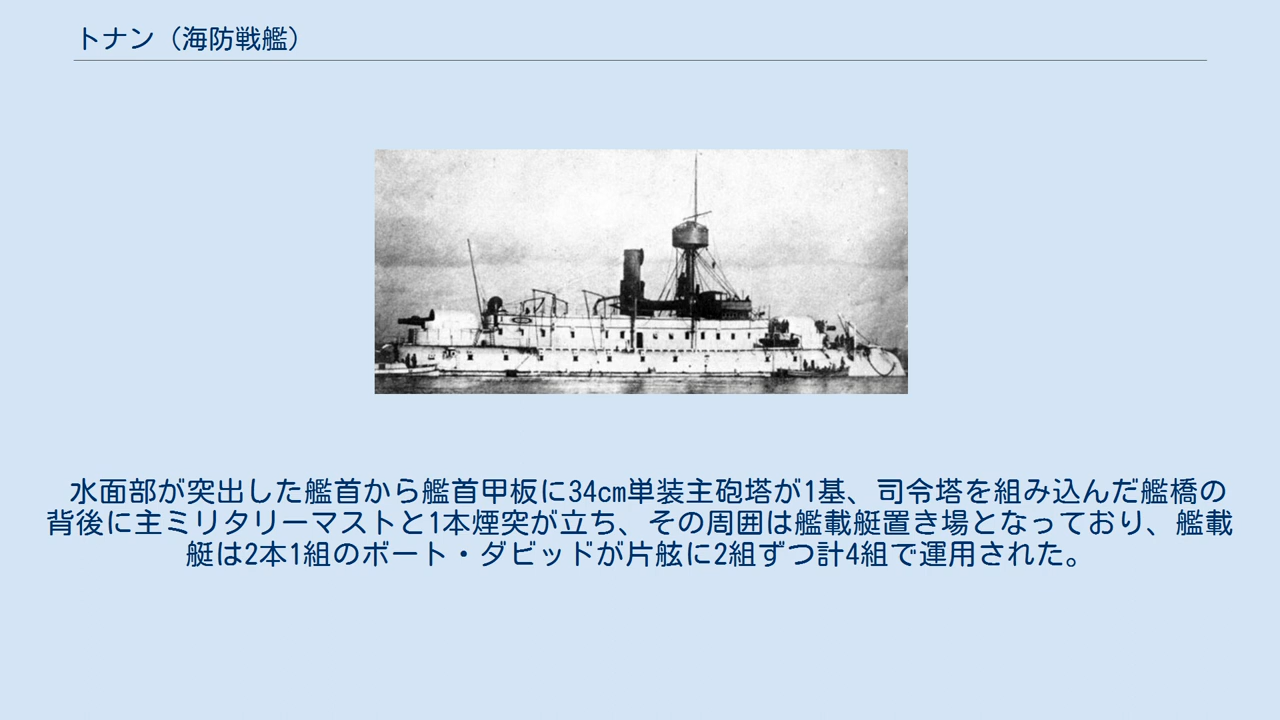 トナン（海防戦艦）
水面部が突出した艦首から艦首甲板に34cm単装主砲塔が1基、司令塔を組み込んだ艦橋の
背後に主ミリタリーマストと1本煙突が立ち、その周囲は艦載艇置き場となっており、艦載
艇は2本1組のボート・ダビッドが片舷に2組ずつ計4組で運用された。